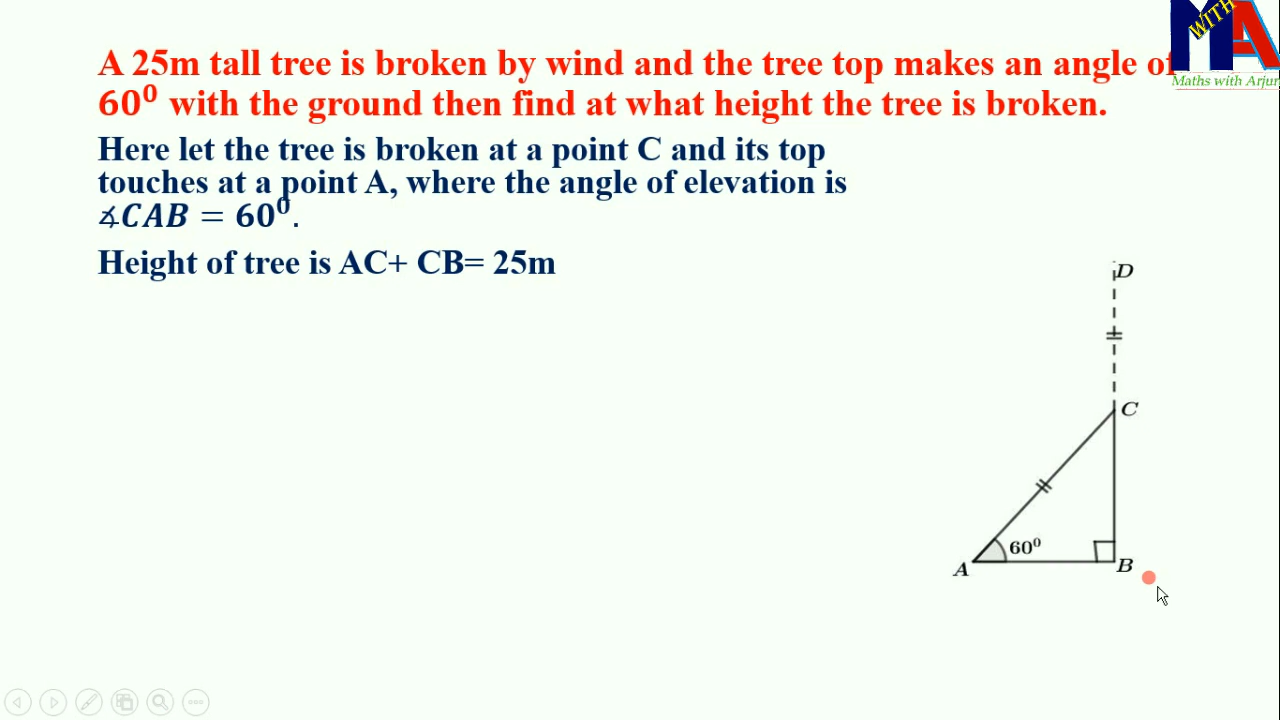 WITH
MA
Maths with Arjun
A 25m tall tree is broken by wind and the tree top makes an angle of
60⁰ with the ground then find at what height the tree is broken.
Here let the tree is broken at a point C and its top
touches at a point A, where the angle of elevation is
∡CAB = 60⁰.
Height of tree is AC+ CB= 25m
D
C
60⁰
A
B